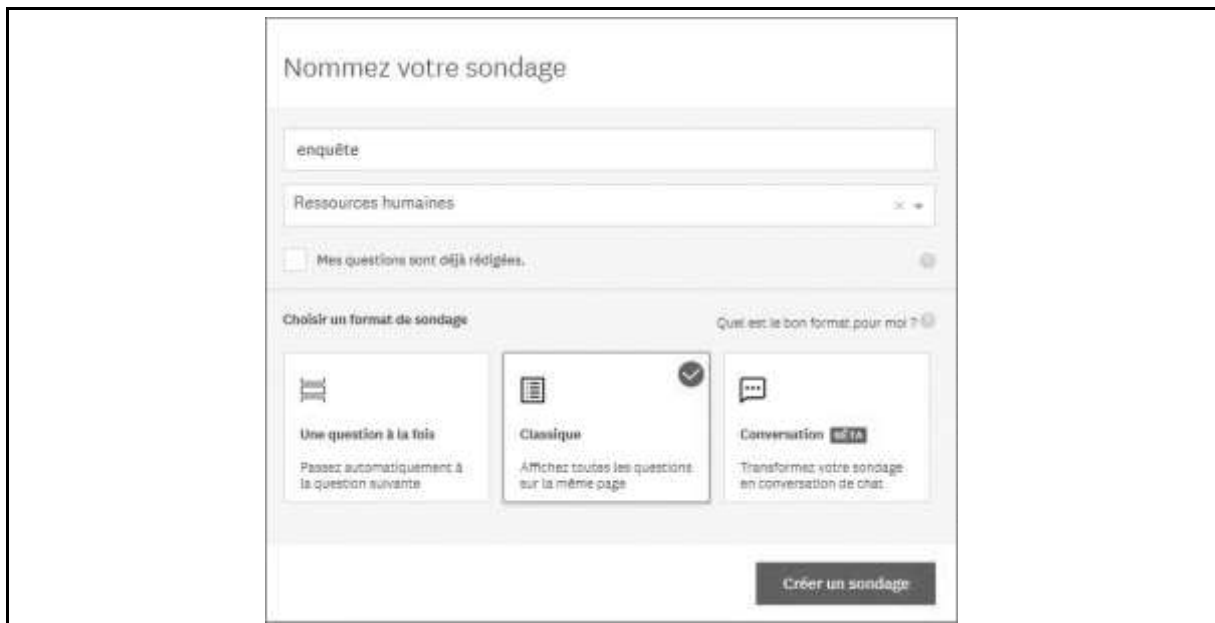 Nommez votre sondage
enquête
Ressources humaines
Mes questions sont déjà rédigées.
Choisir un format de sondage
Quel est le bon format pour moi ?
Une question à la fois
Passez automatiquement à
la question suivante
Classique
Affichez toutes les questions
sur la même page
Conversation BÊTA
Transformez votre sondage
en conversation de chat
Créer un sondage